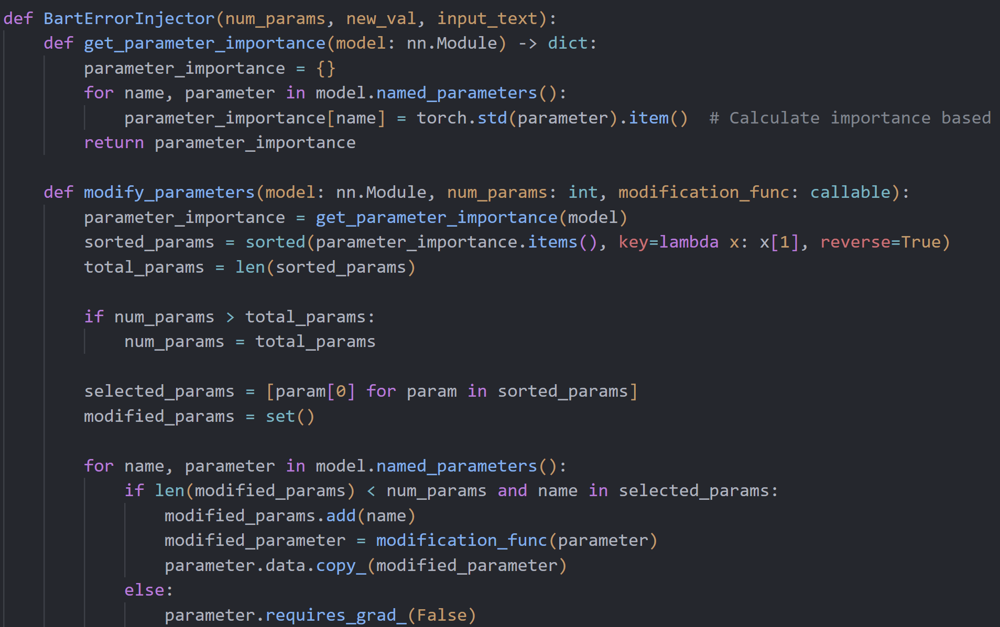 def BartErrorInjector(num_params, new_val, input_text):
    def get_parameter_importance(model: nn.Module) -> dict:
        parameter_importance = {}
        for name, parameter in model.named_parameters():
            parameter_importance[name] = torch.std(parameter).item()  # Calculate importance based
        return parameter_importance

    def modify_parameters(model: nn.Module, num_params: int, modification_func: callable):
        parameter_importance = get_parameter_importance(model)
        sorted_params = sorted(parameter_importance.items(), key=lambda x: x[1], reverse=True)
        total_params = len(sorted_params)

        if num_params > total_params:
            num_params = total_params

        selected_params = [param[0] for param in sorted_params]
        modified_params = set()

        for name, parameter in model.named_parameters():
            if len(modified_params) < num_params and name in selected_params:
                modified_params.add(name)
                modified_parameter = modification_func(parameter)
                parameter.data.copy_(modified_parameter)
            else:
                parameter.requires_grad_(False)